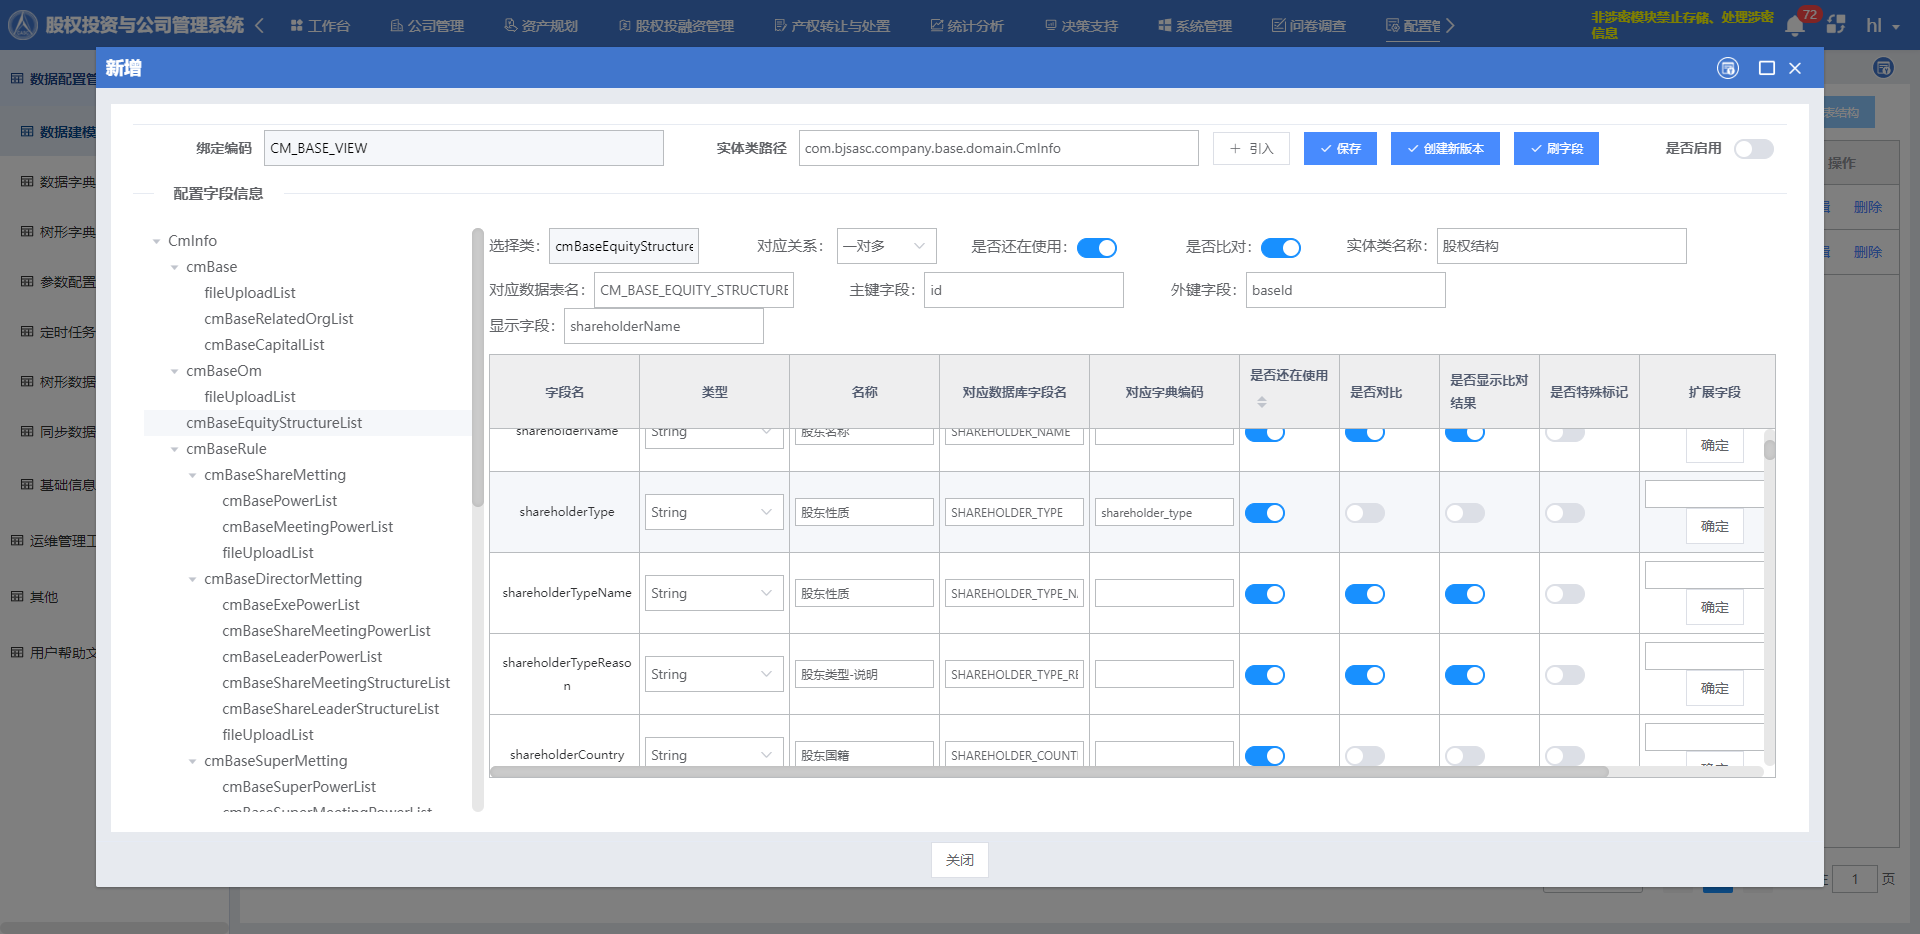 股权投资与公司管理系统
工作台
公司管理
资产规划
股权投融资管理
产权转让与处置
统计分析
决策支持
系统管理
问卷调查
配置管
非涉密模块禁止存储、处理涉密信息
72
hl
数据配置管
数据建模
数据字典
树形字典
参数配置
定时任务
树形数据
同步数据
基础信息
运维管理工
其他
用户帮助文
表结构
操作
删除
删除
1
页
新增
绑定编码
CM_BASE_VIEW
实体类路径
com.bjsasc.company.base.domain.CmInfo
引入
保存
创建新版本
刷字段
是否启用
配置字段信息
CmInfo
cmBase
fileUploadList
cmBaseRelatedOrgList
cmBaseCapitalList
cmBaseOm
fileUploadList
cmBaseEquityStructureList
cmBaseRule
cmBaseShareMetting
cmBasePowerList
cmBaseMeetingPowerList
fileUploadList
cmBaseDirectorMetting
cmBaseExePowerList
cmBaseShareMeetingPowerList
cmBaseLeaderPowerList
cmBaseShareMeetingStructureList
cmBaseShareLeaderStructureList
fileUploadList
cmBaseSuperMetting
cmBaseSuperPowerList
cmBaseSuperMeetingPowerList
选择类: cmBaseEquityStructure
对应关系: 一对多
是否还在使用:
是否比对:
实体类名称: 股权结构
对应数据表名: CM_BASE_EQUITY_STRUCTURE
主键字段: id
外键字段: baseId
显示字段: shareholderName
字段名 类型 名称 对应数据库字段名 对应字典编码 是否还在使用 是否对比 是否显示比对结果 是否特殊标记 扩展字段
shareholderName String 股东名称 SHAREHOLDER_NAME 确定
shareholderType String 股东性质 SHAREHOLDER_TYPE shareholder_type 确定
shareholderTypeName String 股东性质 SHAREHOLDER_TYPE_NA 确定
shareholderTypeReason String 股东类型-说明 SHAREHOLDER_TYPE_RE 确定
shareholderCountry String 股东国籍 SHAREHOLDER_COUNTI 确定
关闭